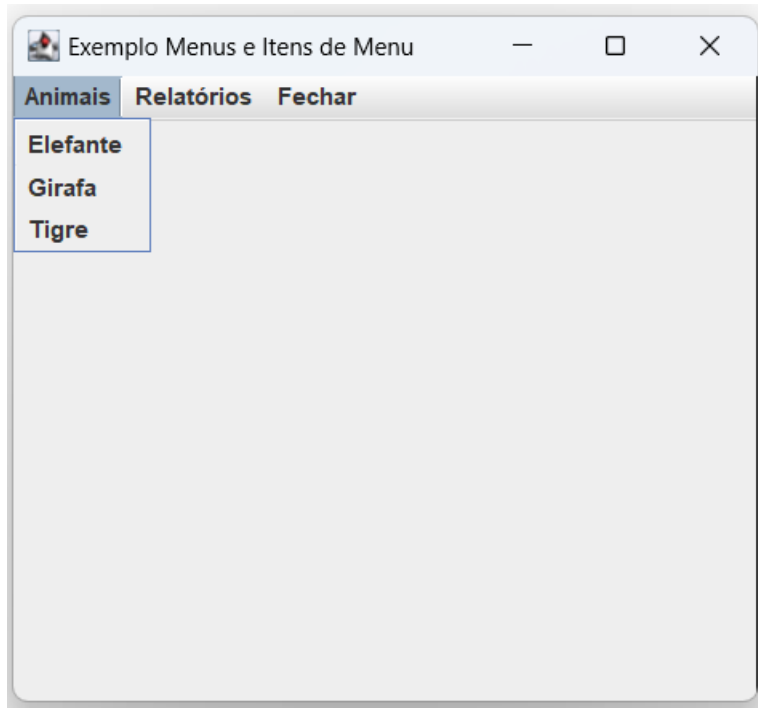 Exemplo Menus e Itens de Menu
Animais Relatórios Fechar
Elefante
Girafa
Tigre